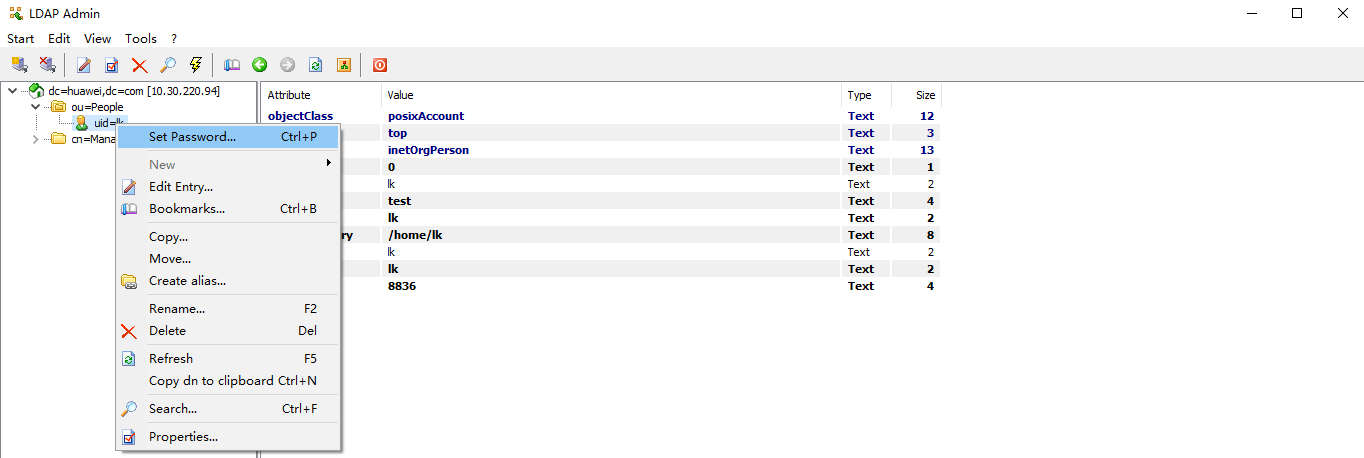 LDAP Admin
Start Edit View Tools ?
dc=huawei,dc=com [10.30.220.94]
ou=People
uid=lk
cn=Mana
Set Password... Ctrl+P
New
Edit Entry...
Bookmarks... Ctrl+B
Copy...
Move...
Create alias...
Rename... F2
Delete Del
Refresh F5
Copy dn to clipboard Ctrl+N
Search... Ctrl+F
Properties...
Attribute Value Type Size
objectClass posixAccount Text 12
top Text 3
inetOrgPerson Text 13
0 Text 1
lk Text 2
test Text 4
lk Text 2
ry /home/lk Text 8
lk Text 2
lk Text 2
8836 Text 4